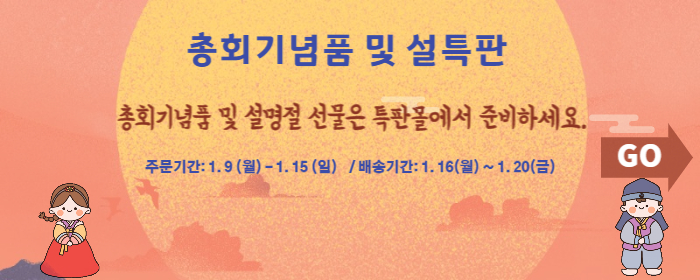 총회기념품 및 설특판
총회기념품 및 설명절 선물은 특판몰에서 준비하세요.
GO
주문기간: 1. 9 (월) - 1. 15 (일) / 배송기간: 1. 16(월) ~ 1. 20(금)